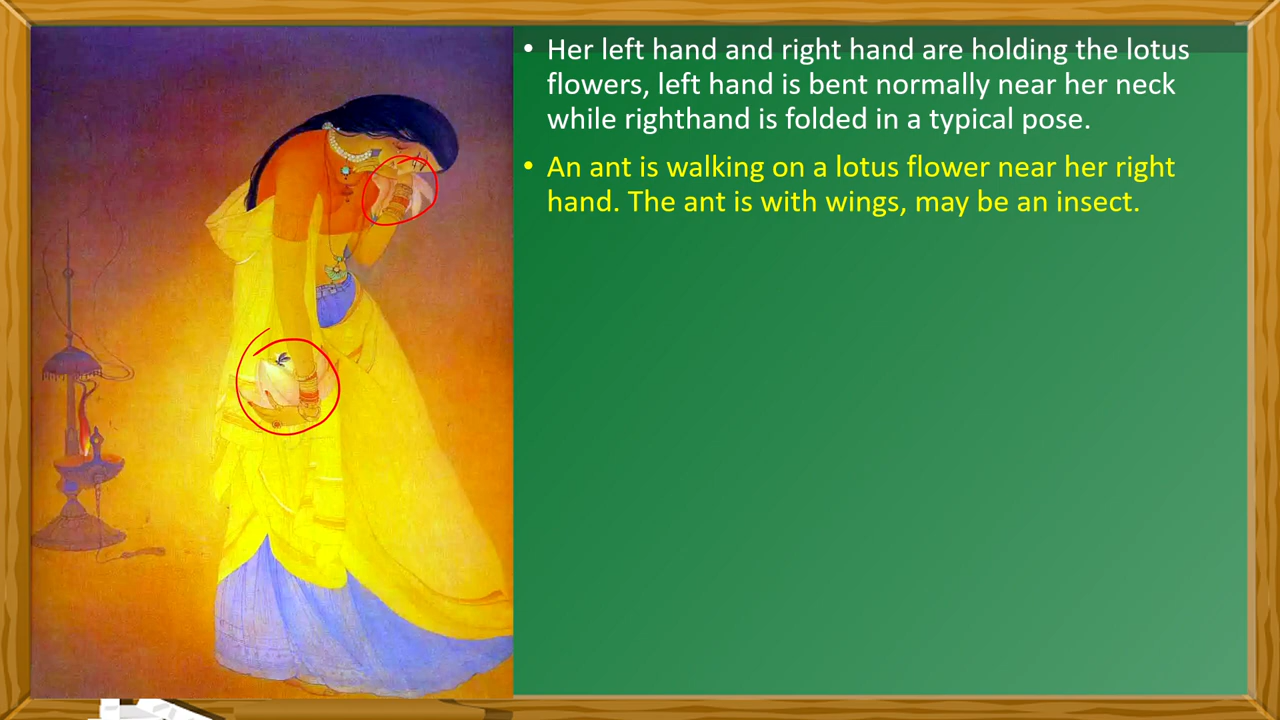 • Her left hand and right hand are holding the lotus
flowers, left hand is bent normally near her neck
while righthand is folded in a typical pose.
• An ant is walking on a lotus flower near her right
hand. The ant is with wings, may be an insect.